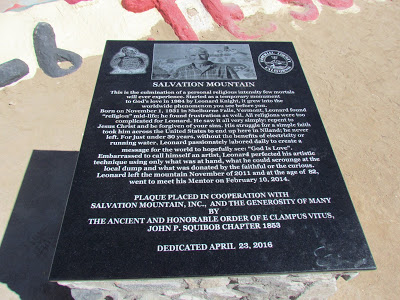 SALVATION MOUNTAIN
This is the culmination of a personal religious intensity few mortals
will ever experience. Started as a temporary monument
to God's love in 1984 by Leonard Knight, it grew into the
worldwide phenomenon you see before you.
Born on November 1, 1931 in Shelburne Falls, Vermont, Leonard found
"religion" mid-life; he found frustration as well. All religions were too
complicated for Leonard. He saw it all very simply: repent to
Jesus Christ and be forgiven of your sins. His struggle for a simple faith
took him across the United States to end up here in Niland; he never
left. For just under 30 years, without the benefits of electricity or
running water, Leonard passionately labored daily to create a
message for the world to hopefully see: "God Is Love".
Embarrassed to call himself an artist, Leonard perfected his artistic
technique using only what was at hand, what he could scrounge at the
local dump and what was donated by the faithful or the curious.
Leonard left the mountain November of 2011 and at the age of 82,
went to meet his Mentor on February 10, 2014.
PLAQUE PLACED IN COOPERATION WITH
SALVATION MOUNTAIN, INC., AND THE GENEROSITY OF MANY
BY
THE ANCIENT AND HONORABLE ORDER OF E CLAMPUS VITUS,
JOHN P. SQUIBOB CHAPTER 1853
DEDICATED APRIL 23, 2016